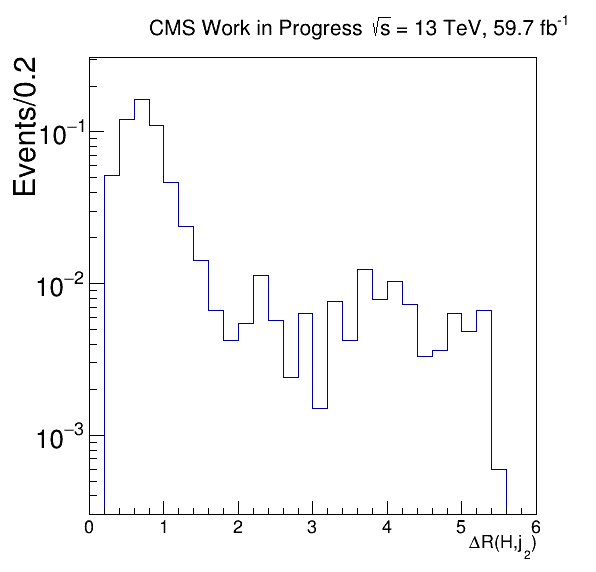 CMS Work in Progress √s = 13 TeV, 59.7 fb⁻¹
Events/0.2
10⁻¹
10⁻²
10⁻³
0 1 2 3 4 5 6
ΔR(H,j₂)